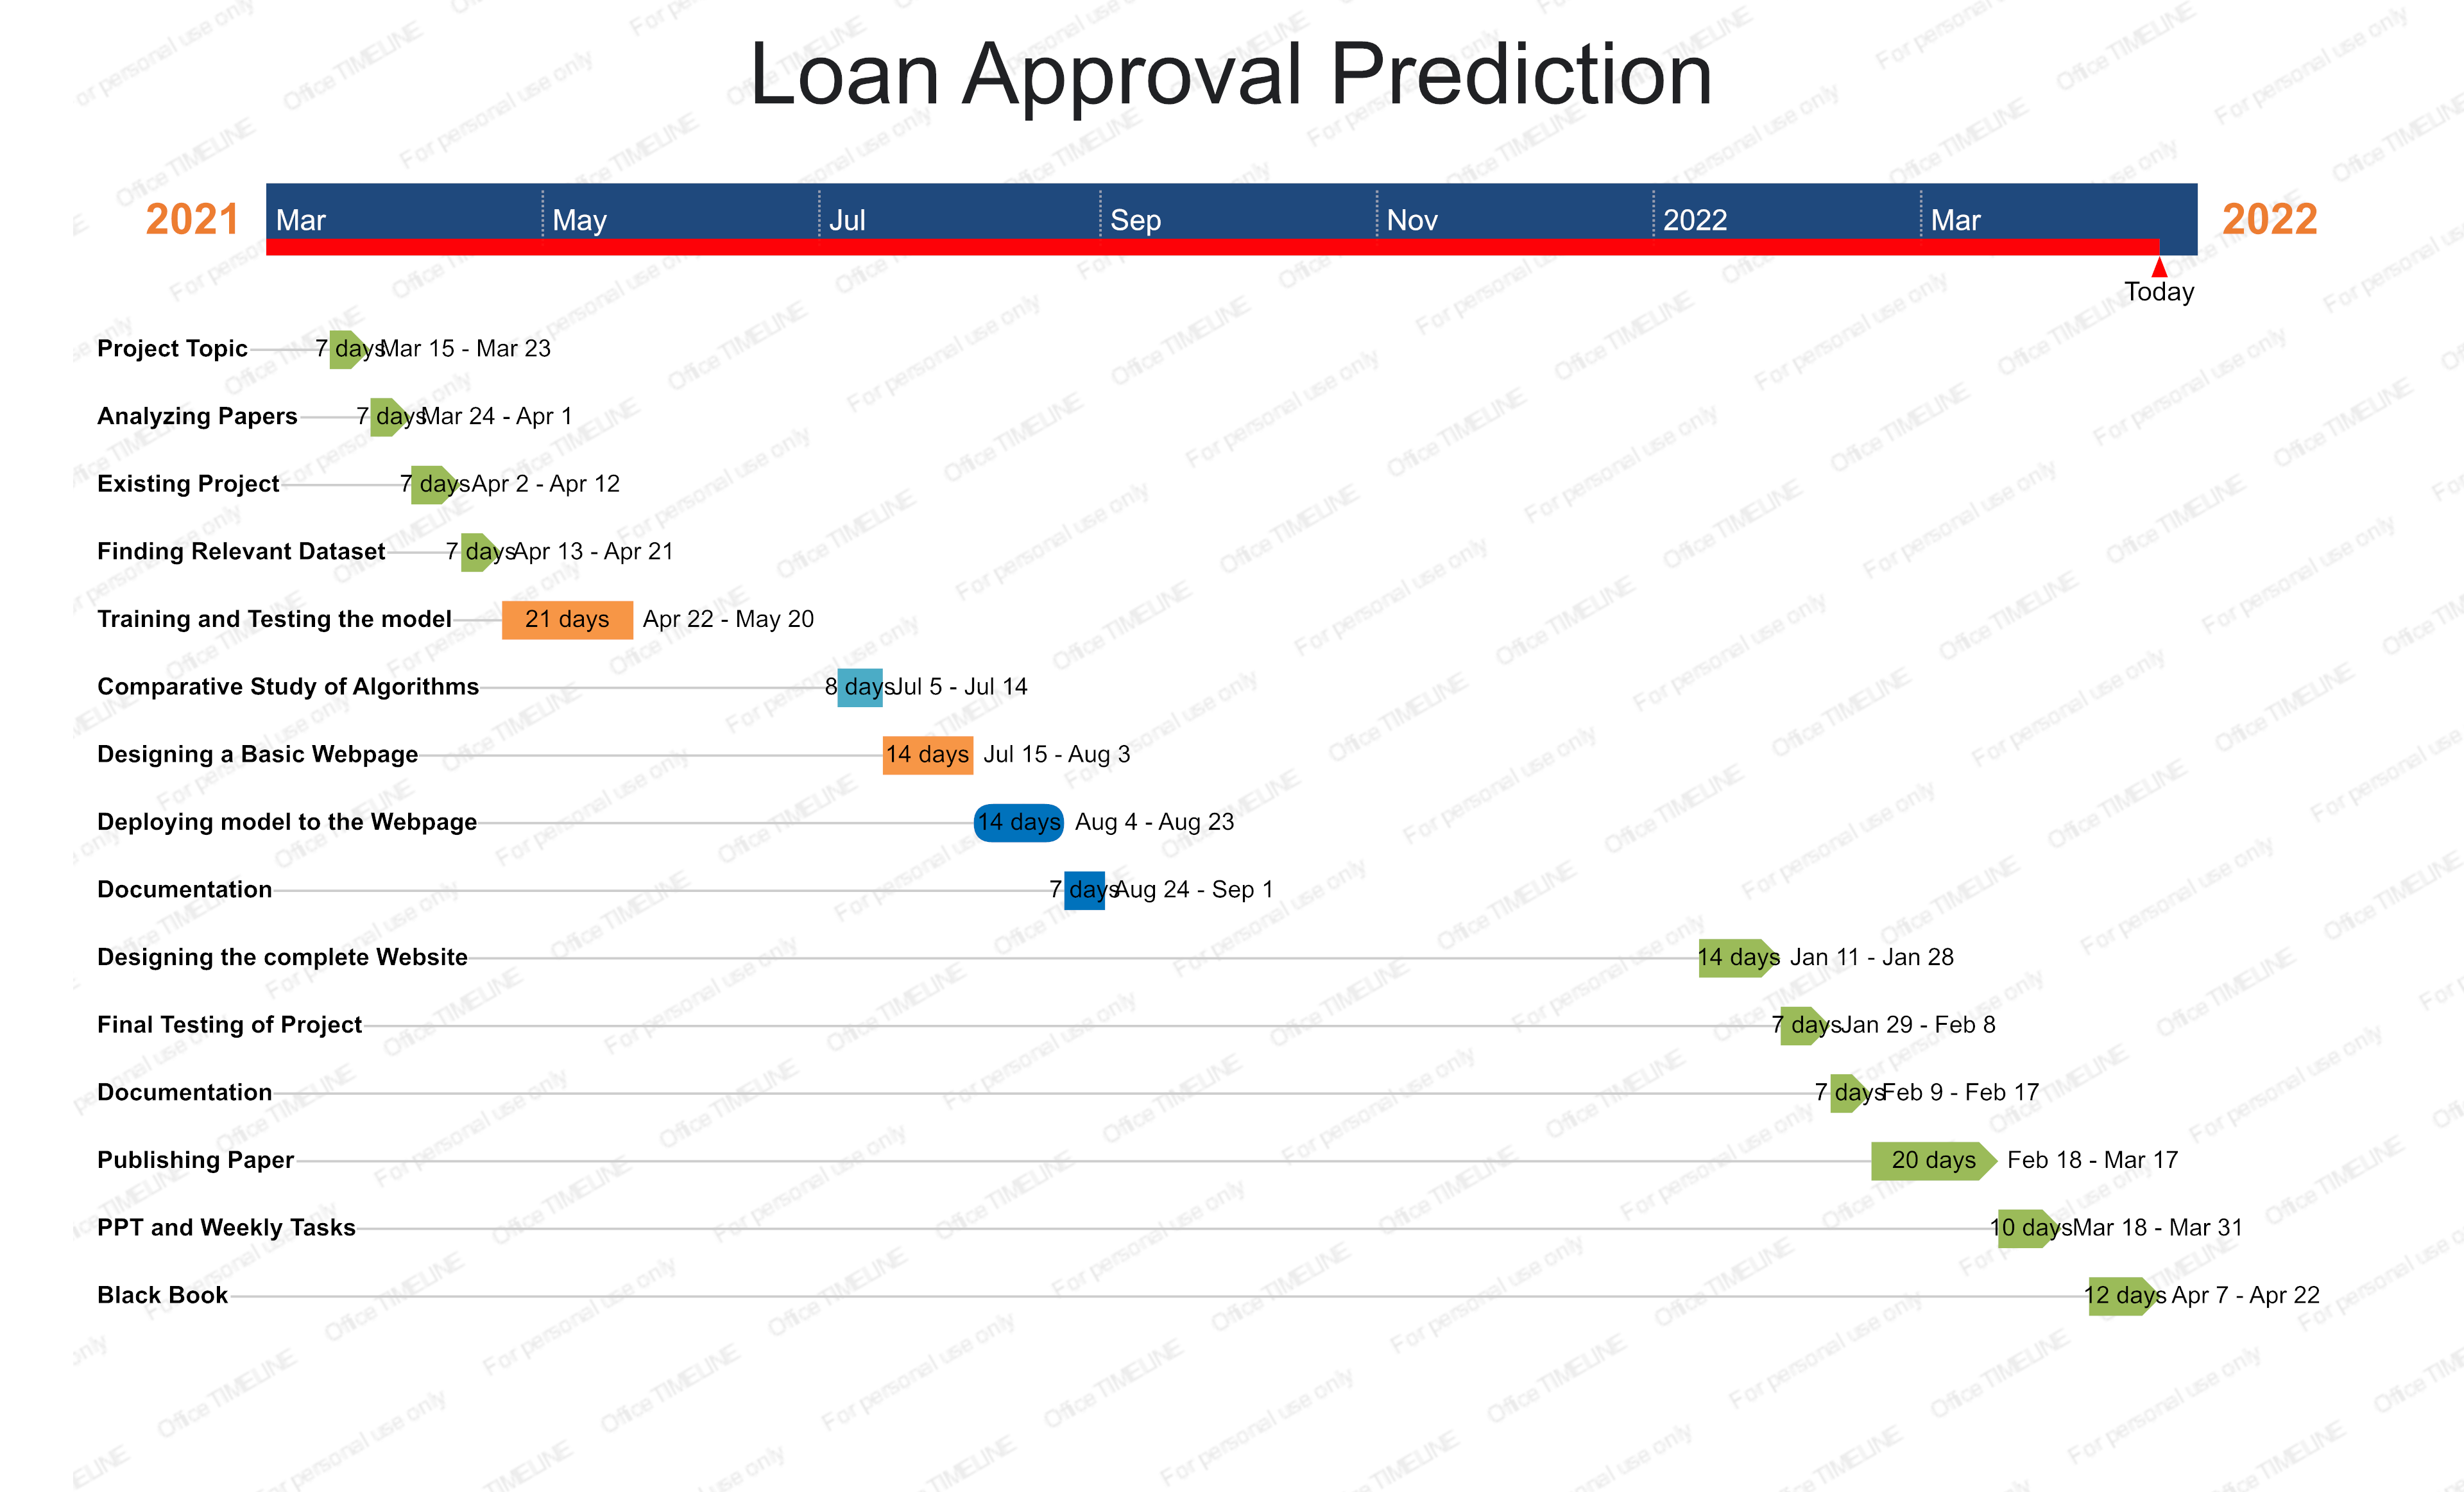 Loan Approval Prediction
2021 Mar May Jul Sep Nov 2022 Mar 2022
Today
Project Topic 7 days Mar 15 - Mar 23
Analyzing Papers 7 days Mar 24 - Apr 1
Existing Project 7 days Apr 2 - Apr 12
Finding Relevant Dataset 7 days Apr 13 - Apr 21
Training and Testing the model 21 days Apr 22 - May 20
Comparative Study of Algorithms 8 days Jul 5 - Jul 14
Designing a Basic Webpage 14 days Jul 15 - Aug 3
Deploying model to the Webpage 14 days Aug 4 - Aug 23
Documentation 7 days Aug 24 - Sep 1
Designing the complete Website 14 days Jan 11 - Jan 28
Final Testing of Project 7 days Jan 29 - Feb 8
Documentation 7 days Feb 9 - Feb 17
Publishing Paper 20 days Feb 18 - Mar 17
PPT and Weekly Tasks 10 days Mar 18 - Mar 31
Black Book 12 days Apr 7 - Apr 22
Office TIMELINE For personal use only